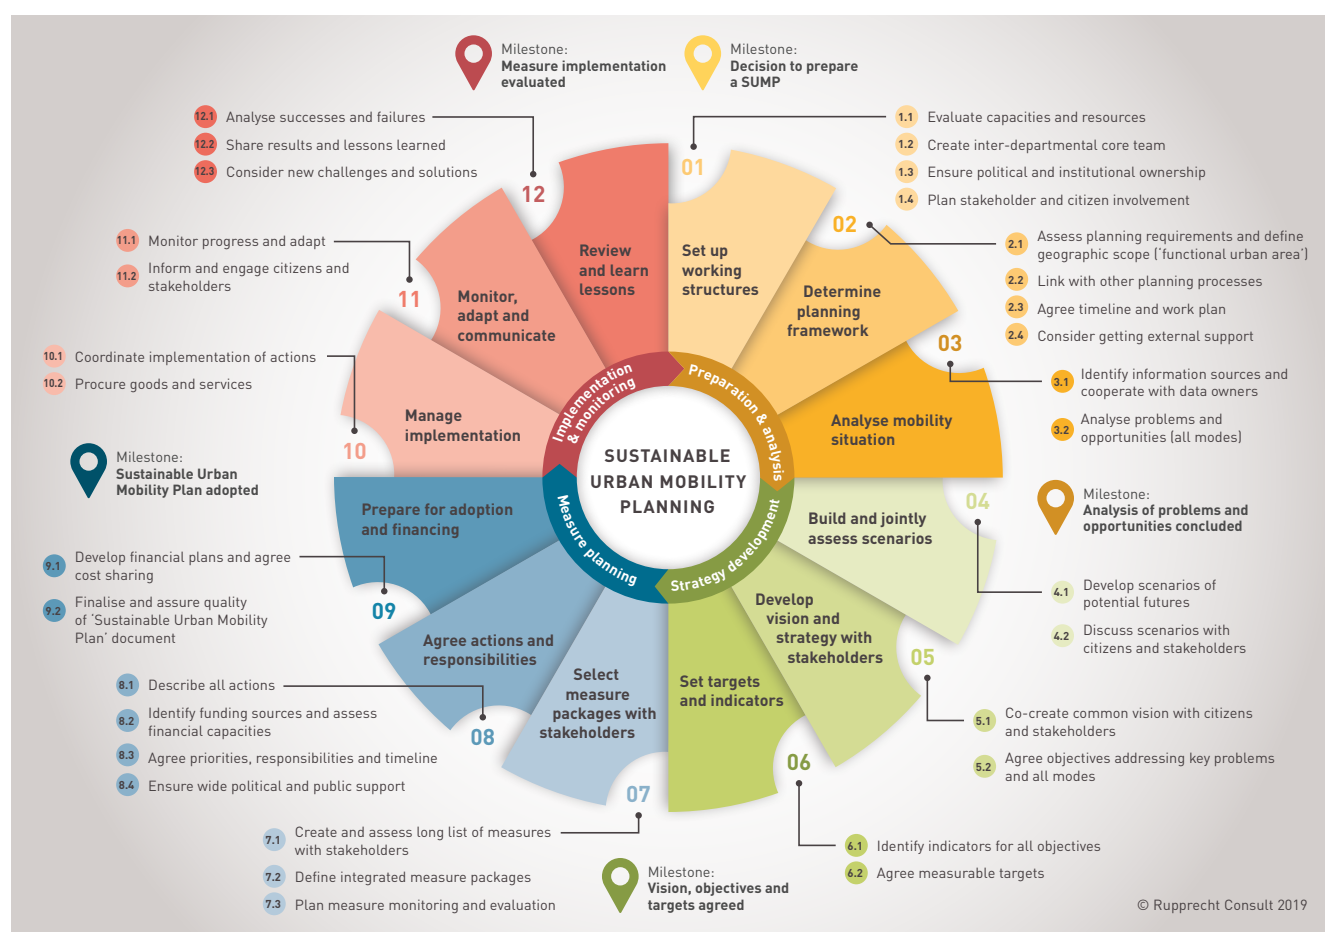 Milestone:
Measure implementation
evaluated
Milestone:
Decision to prepare
a SUMP
12.1 Analyse successes and failures
12.2 Share results and lessons learned
12.3 Consider new challenges and solutions
1.1 Evaluate capacities and resources
1.2 Create inter-departmental core team
1.3 Ensure political and institutional ownership
1.4 Plan stakeholder and citizen involvement
11.1 Monitor progress and adapt
11.2 Inform and engage citizens and
stakeholders
2.1 Assess planning requirements and define
geographic scope (‘functional urban area’)
2.2 Link with other planning processes
2.3 Agree timeline and work plan
2.4 Consider getting external support
10.1 Coordinate implementation of actions
10.2 Procure goods and services
3.1 Identify information sources and
cooperate with data owners
3.2 Analyse problems and
opportunities (all modes)
Milestone:
Sustainable Urban
Mobility Plan adopted
Milestone:
Analysis of problems and
opportunities concluded
9.1 Develop financial plans and agree
cost sharing
9.2 Finalise and assure quality
of ‘Sustainable Urban Mobility
Plan’ document
4.1 Develop scenarios of
potential futures
4.2 Discuss scenarios with
citizens and stakeholders
8.1 Describe all actions
8.2 Identify funding sources and assess
financial capacities
8.3 Agree priorities, responsibilities and timeline
8.4 Ensure wide political and public support
5.1 Co-create common vision with citizens
and stakeholders
5.2 Agree objectives addressing key problems
and all modes
7.1 Create and assess long list of measures
with stakeholders
7.2 Define integrated measure packages
7.3 Plan measure monitoring and evaluation
6.1 Identify indicators for all objectives
6.2 Agree measurable targets
Milestone:
Vision, objectives and
targets agreed
01
Set up
working
structures
02
Determine
planning
framework
03
Analyse mobility
situation
04
Build and jointly
assess scenarios
05
Develop
vision and
strategy with
stakeholders
06
Set targets
and indicators
07
Select
measure
packages with
stakeholders
08
Agree actions and
responsibilities
09
Prepare for adoption
and financing
10
Manage
implementation
11
Monitor,
adapt and
communicate
12
Review
and learn
lessons
Preparation & analysis
Strategy development
Measure planning
Implementation
& monitoring
SUSTAINABLE
URBAN MOBILITY
PLANNING
© Rupprecht Consult 2019